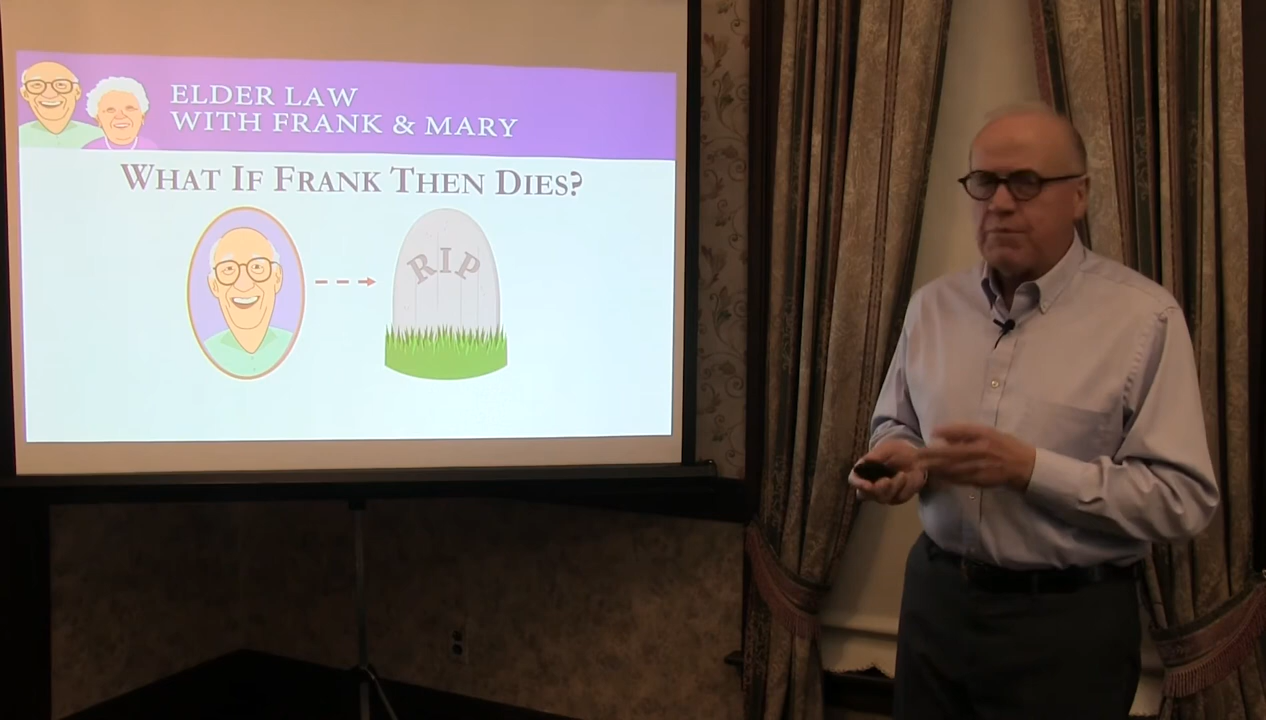 ELDER LAW
WITH FRANK & MARY
WHAT IF FRANK THEN DIES?
RIP